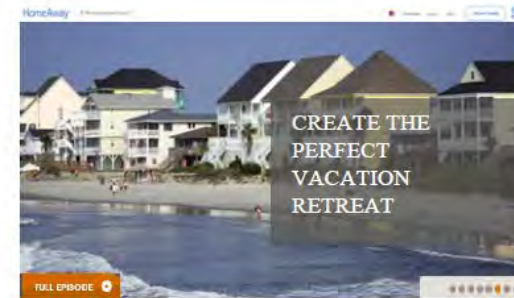 HomeAway
CREATE THE
PERFECT
VACATION
RETREAT
FULL EPISODE